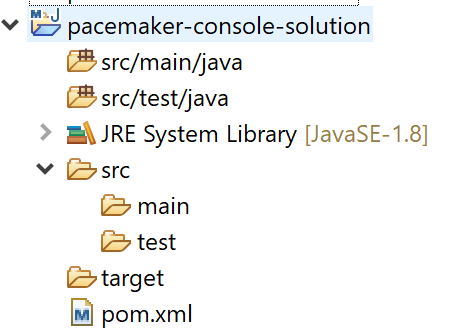 pacemaker-console-solution
src/main/java
src/test/java
JRE System Library [JavaSE-1.8]
src
main
test
target
pom.xml